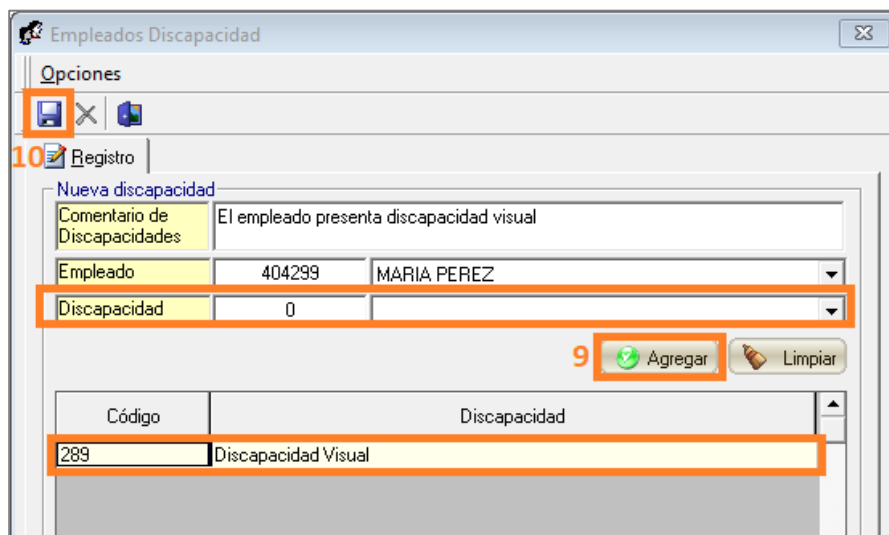 Empleados Discapacidad
Opciones
10 Registro
Nueva discapacidad
Comentario de Discapacidades El empleado presenta discapacidad visual
Empleado 404299 MARIA PEREZ
Discapacidad 0
9 Agregar Limpiar
Código Discapacidad
289 Discapacidad Visual